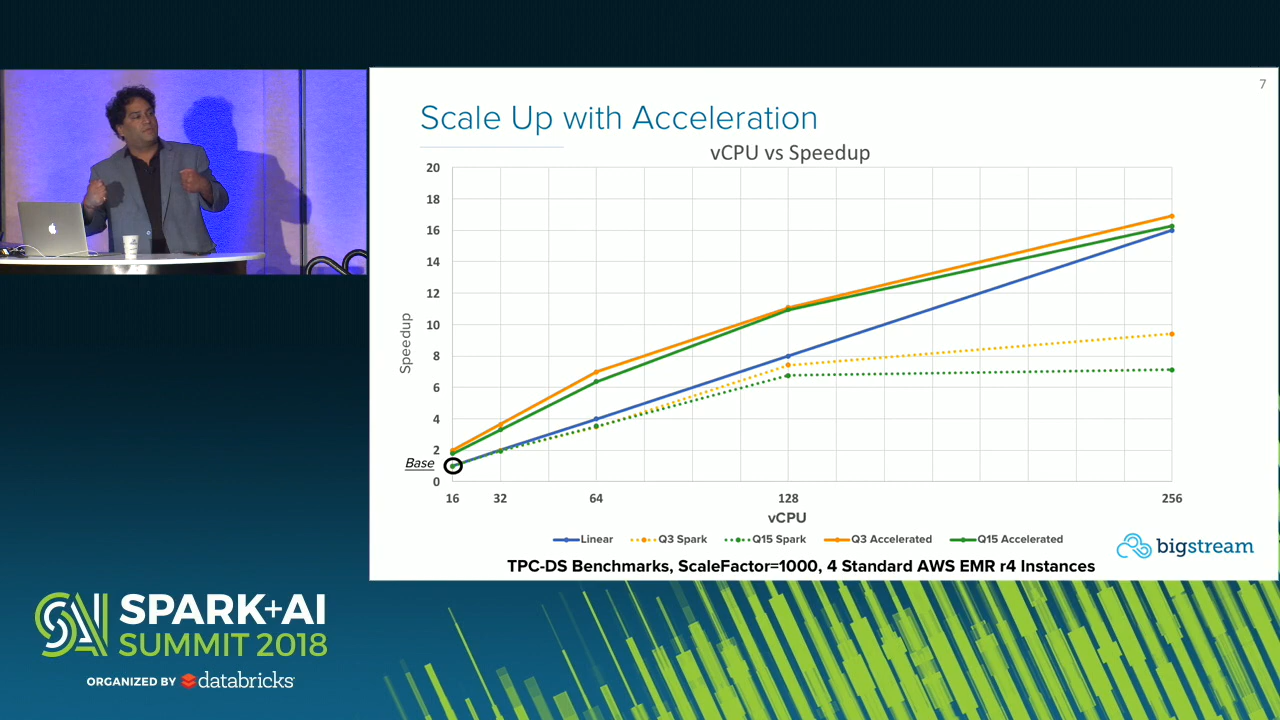 7
Scale Up with Acceleration
vCPU vs Speedup
20
18
16
14
12
10
8
6
4
2
0
Speedup
Base
16 32 64 128 256
vCPU
Linear Q3 Spark Q15 Spark Q3 Accelerated Q15 Accelerated
bigstream
TPC-DS Benchmarks, ScaleFactor=1000, 4 Standard AWS EMR r4 Instances
SPARK+AI
SUMMIT 2018
ORGANIZED BY databricks